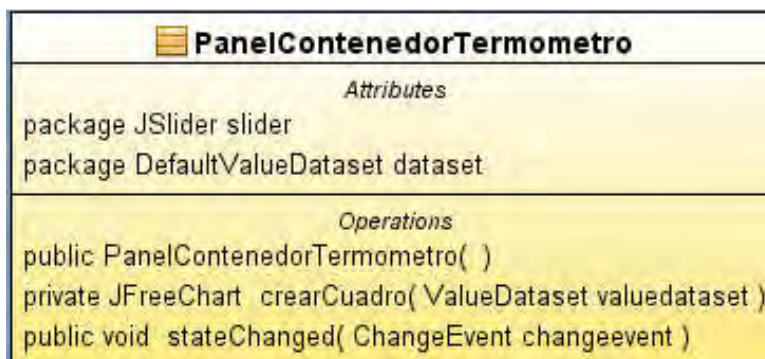 PanelContenedorTermometro
Attributes
package JSlider slider
package DefaultValueDataset dataset
Operations
public PanelContenedorTermometro( )
private JFreeChart crearCuadro( ValueDataset valuedataset )
public void stateChanged( ChangeEvent changeevent )